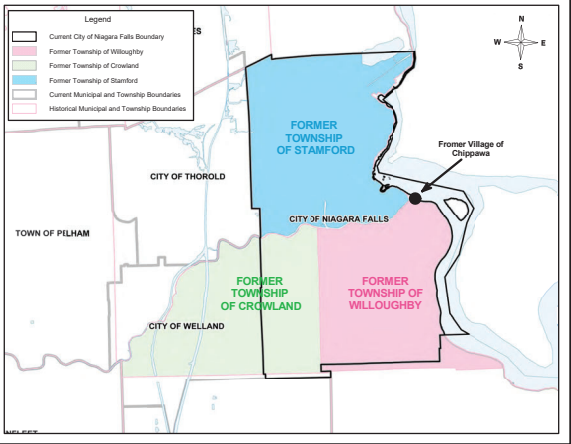 Legend
Current City of Niagara Falls Boundary
Former Township of Willoughby
Former Township of Crowland
Former Township of Stamford
Current Municipal and Township Boundaries
Historical Municipal and Township Boundaries
ES
N
W E
S
FORMER
TOWNSHIP
OF STAMFORD
Fromer Village of
Chippawa
CITY OF THOROLD
CITY OF NIAGARA FALLS
TOWN OF PELHAM
FORMER
TOWNSHIP
OF CROWLAND
FORMER
TOWNSHIP OF
WILLOUGHBY
CITY OF WELLAND